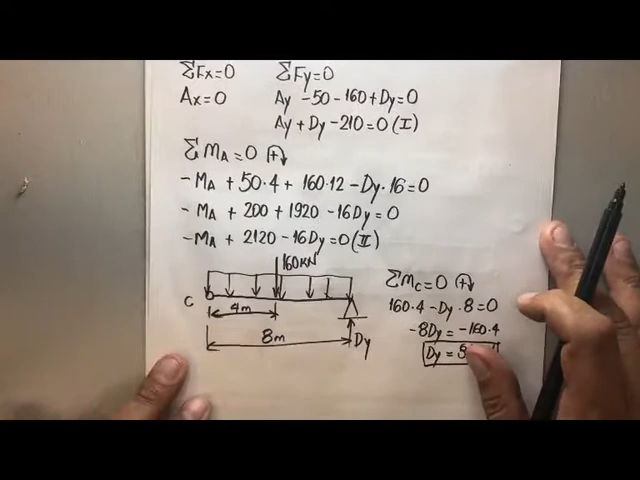 ΣFx=0
Ax=0
ΣFy=0
Ay -50-160+Dy=0
Ay+Dy-210=0 (I)
ΣMA=0
-MA + 50·4 + 160·12 - Dy·16=0
-MA + 200 + 1920 - 16Dy=0
-MA + 2120 - 16Dy=0 (II)
160KN
C
4m
8m
Dy
ΣMC=0
160·4 - Dy·8=0
-8Dy = -160·4
Dy =